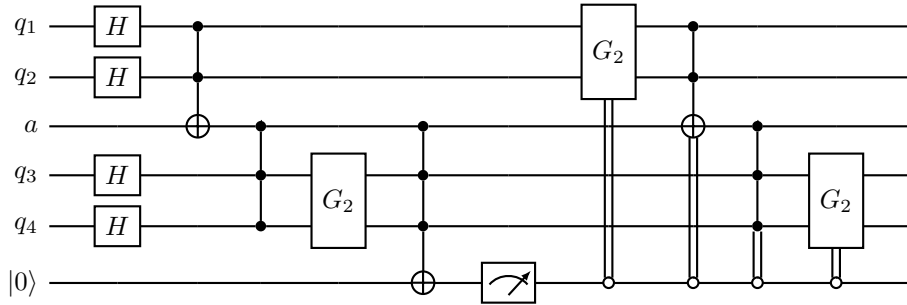 q₁ H G₂
q₂ H
a
q₃ H G₂ G₂
q₄ H
|0⟩